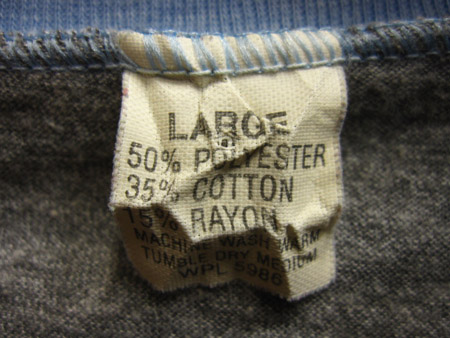 LARGE
50% POLYESTER
35% COTTON
15% RAYON
MACHINE WASH WARM
TUMBLE DRY MEDIUM
WPL 5986